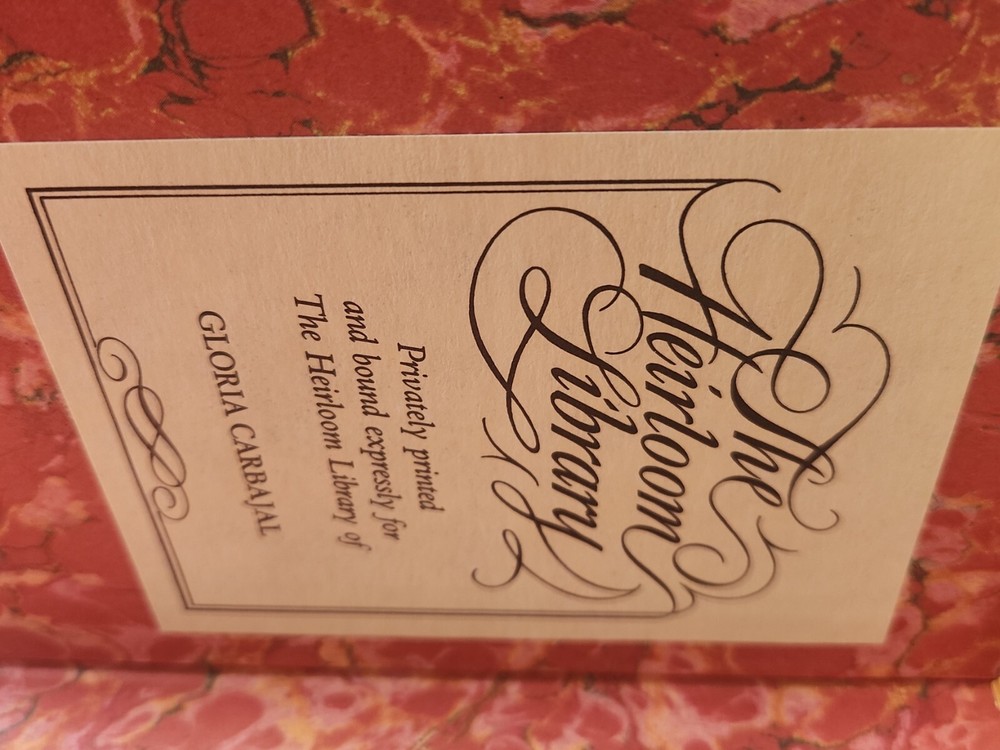 The
Heirloom
Library
Privately printed
and bound expressly for
The Heirloom Library of
GLORIA CARBAJAL